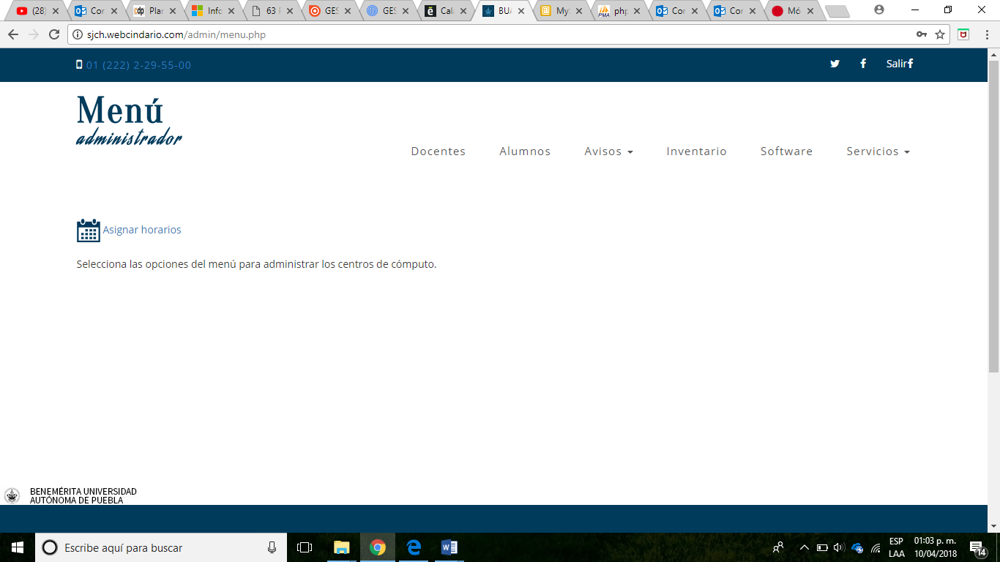 (28)
Cor
Plar
Info
63 F
GES
GES
Cala
BUA
MyS
php
Cor
Cor
Mó
sjch.webcindario.com/admin/menu.php
01 (222) 2-29-55-00
Salir
Menú
administrador
Docentes
Alumnos
Avisos
Inventario
Software
Servicios
Asignar horarios
Selecciona las opciones del menú para administrar los centros de cómputo.
BENEMÉRITA UNIVERSIDAD
AUTÓNOMA DE PUEBLA
Escribe aquí para buscar
ESP
LAA
01:03 p. m.
10/04/2018
14